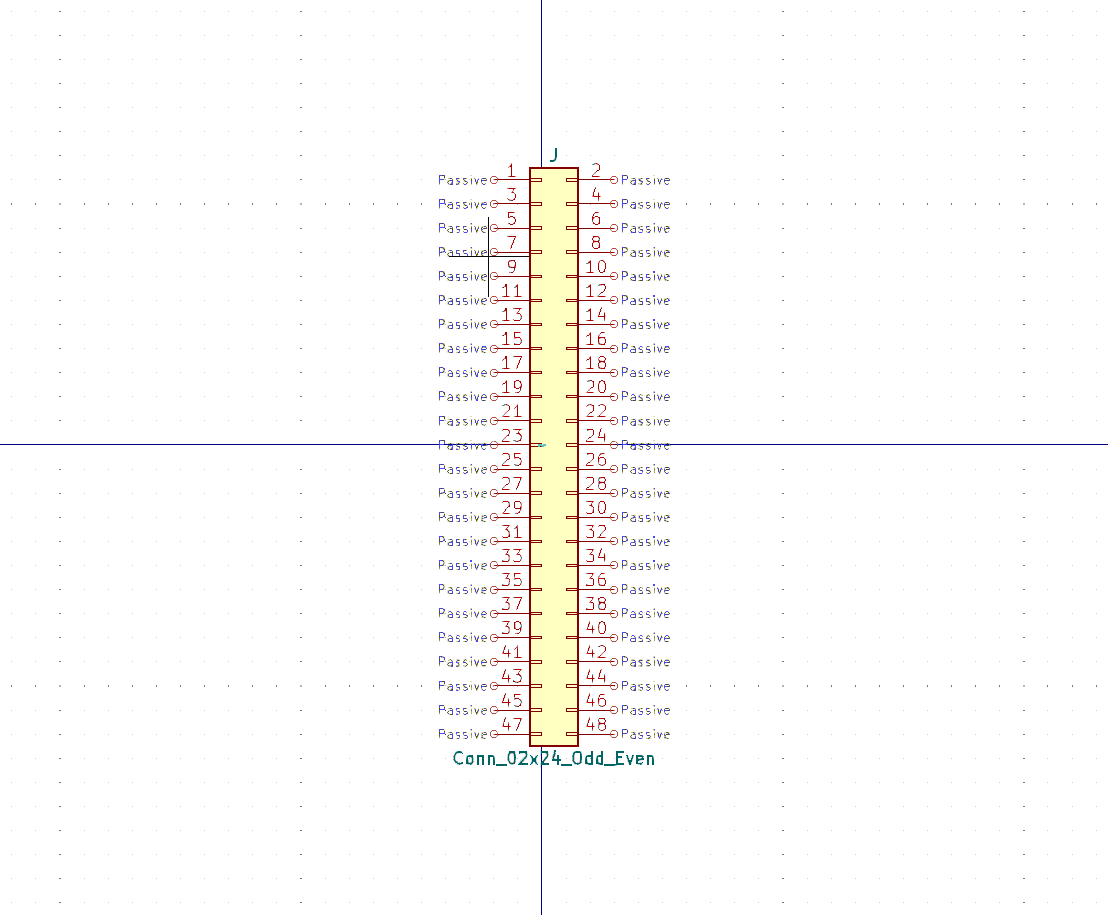 J
Passive 1 2 Passive
Passive 3 4 Passive
Passive 5 6 Passive
Passive 7 8 Passive
Passive 9 10 Passive
Passive 11 12 Passive
Passive 13 14 Passive
Passive 15 16 Passive
Passive 17 18 Passive
Passive 19 20 Passive
Passive 21 22 Passive
Passive 23 24 Passive
Passive 25 26 Passive
Passive 27 28 Passive
Passive 29 30 Passive
Passive 31 32 Passive
Passive 33 34 Passive
Passive 35 36 Passive
Passive 37 38 Passive
Passive 39 40 Passive
Passive 41 42 Passive
Passive 43 44 Passive
Passive 45 46 Passive
Passive 47 48 Passive
Conn_02x24_Odd_Even